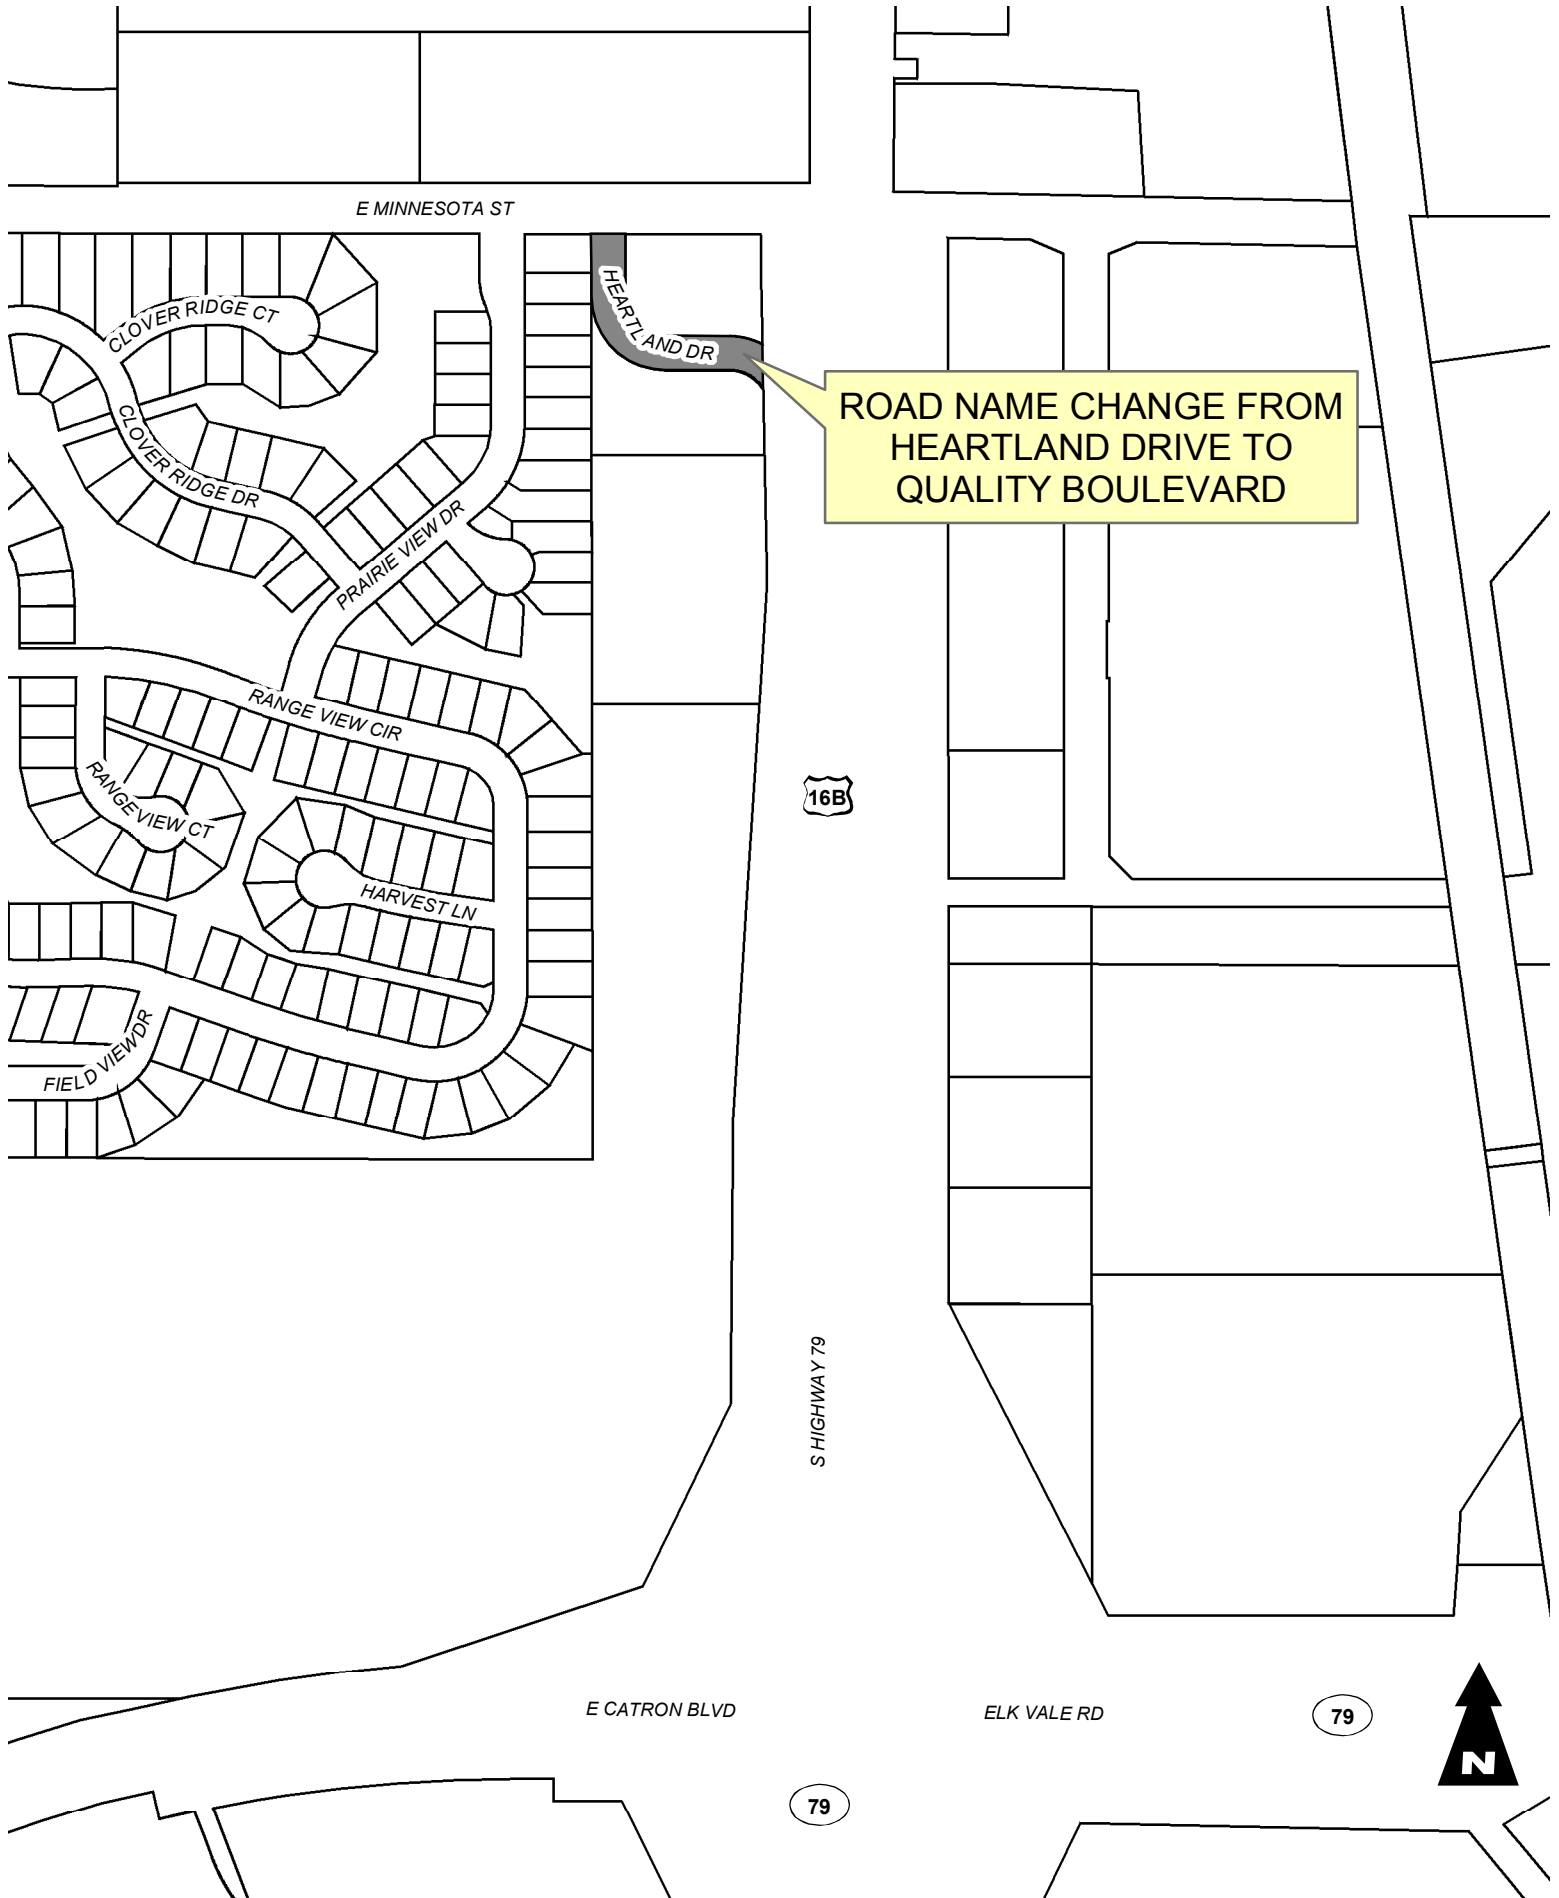 E MINNESOTA ST
HEARTLAND DR
CLOVER RIDGE CT
ROAD NAME CHANGE FROM
HEARTLAND DRIVE TO
QUALITY BOULEVARD
CLOVER RIDGE DR
PRAIRIE VIEW DR
RANGE VIEW CIR
RANGEVIEW CT
16B
HARVEST LN
FIELD VIEW DR
S HIGHWAY 79
E CATRON BLVD
ELK VALE RD
79
N
79